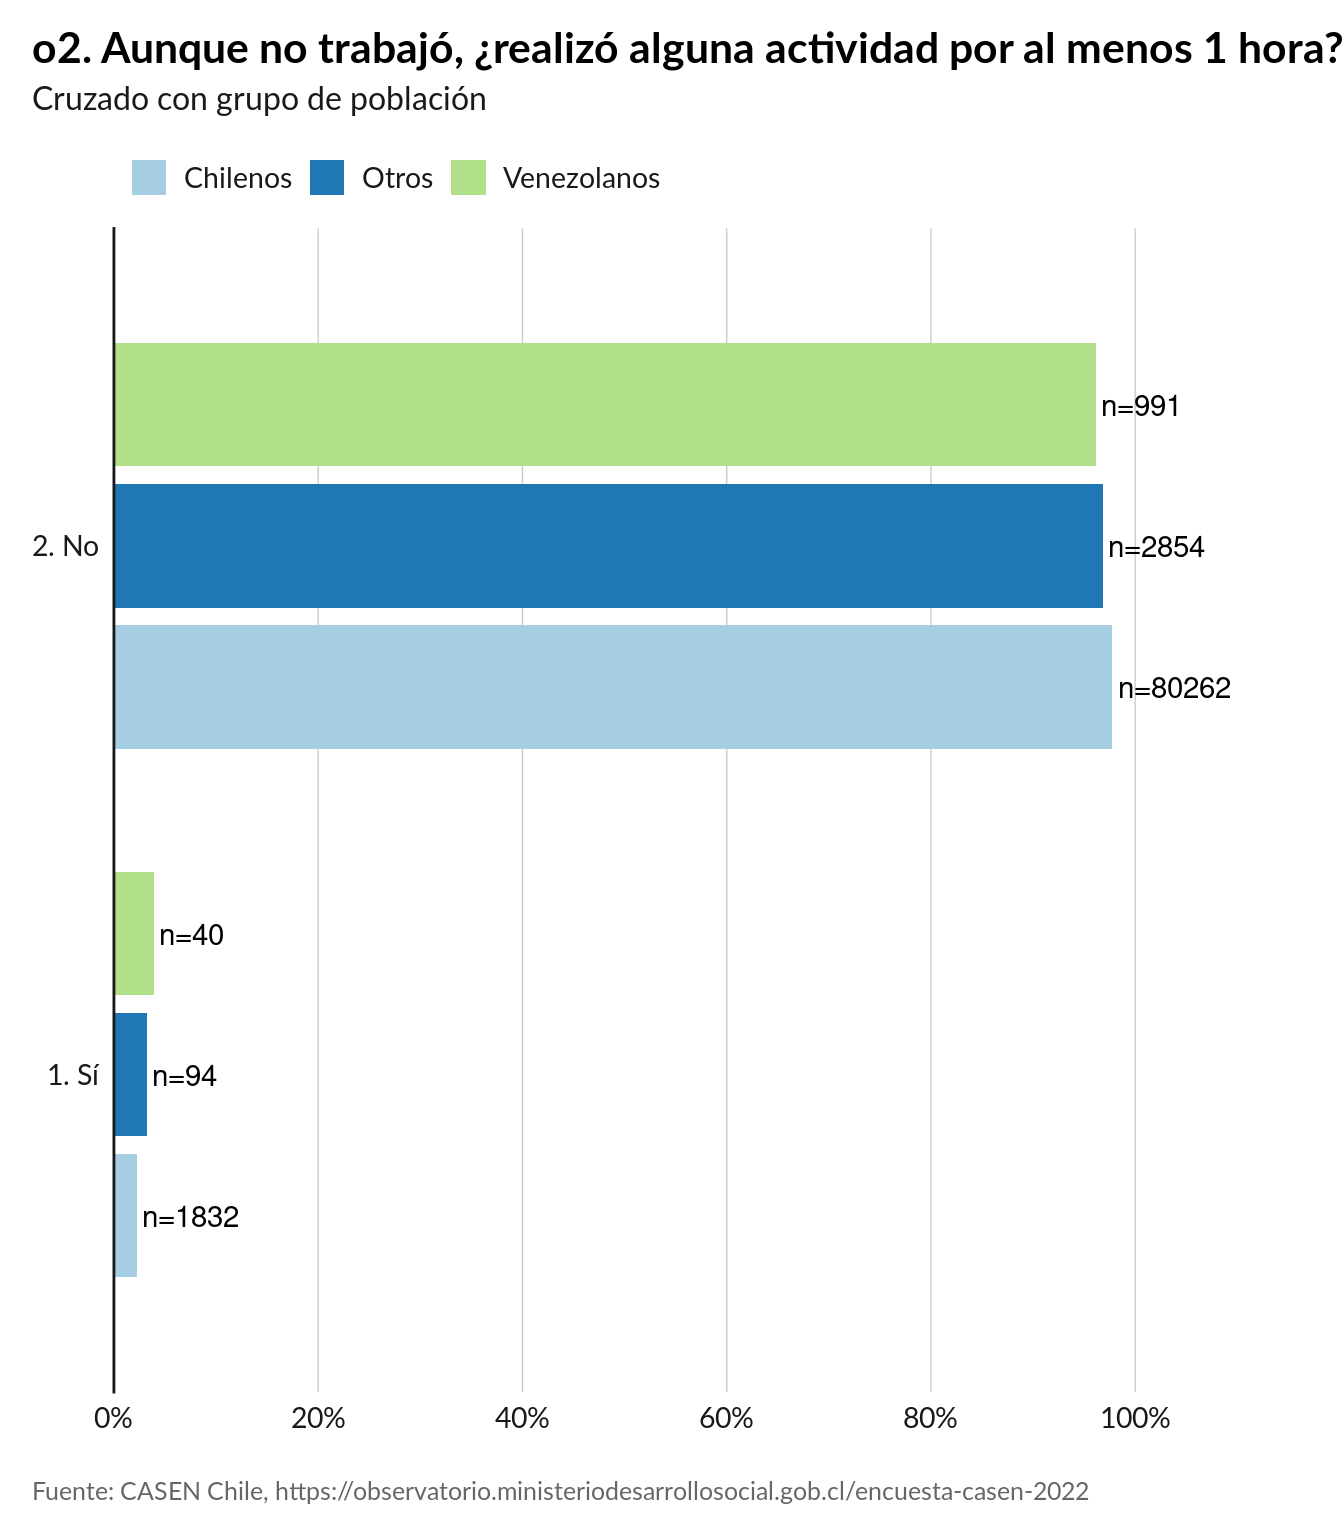 o2. Aunque no trabajó, ¿realizó alguna actividad por al menos 1 hora?
Cruzado con grupo de población
Chilenos Otros Venezolanos
n=991
2. No n=2854
n=80262
n=40
1. Sí n=94
n=1832
0% 20% 40% 60% 80% 100%
Fuente: CASEN Chile, https://observatorio.ministeriodesarrollosocial.gob.cl/encuesta-casen-2022